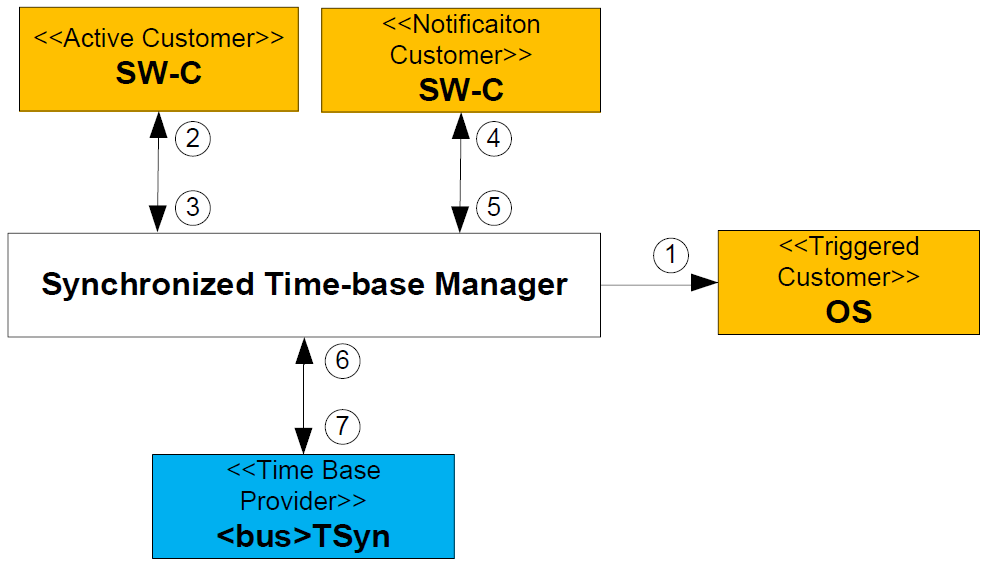 <<Active Customer>>
SW-C
<<Notificaiton
Customer>>
SW-C
2
4
3
5
Synchronized Time-base Manager
1
<<Triggered
Customer>>
OS
6
7
<<Time Base
Provider>>
<bus>TSyn